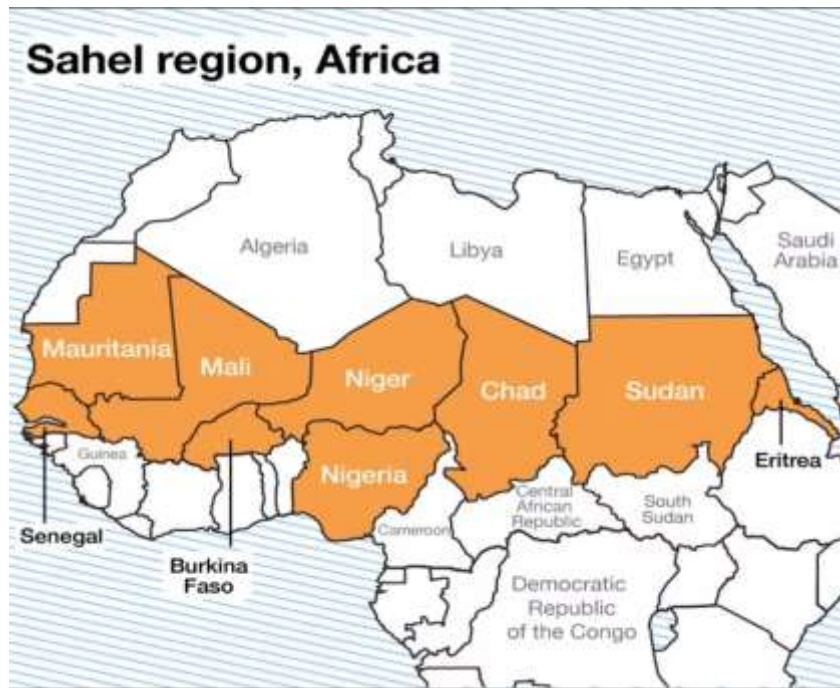 Sahel region, Africa
Algeria
Libya
Egypt
Saudi
Arabia
Mauritania
Mali
Niger
Chad
Sudan
Eritrea
Guinea
Nigeria
Senegal
Burkina
Faso
Cameroon
Central
African
Republic
South
Sudan
Democratic
Republic
of the Congo